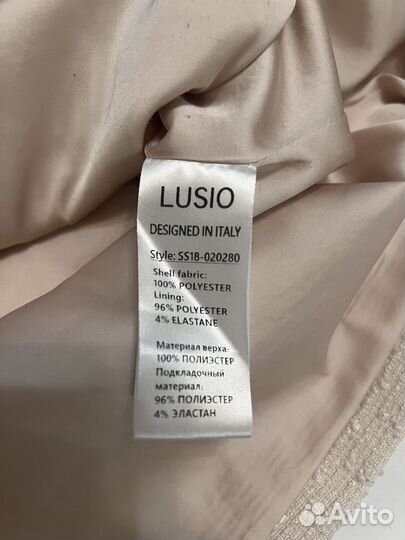 LUSIO
DESIGNED IN ITALY
Style: SS18-020280
Shell fabric:
100% POLYESTER
Lining:
96% POLYESTER
4% ELASTANE
Материал верха:
100% ПОЛИЭСТЕР
Подкладочный
материал:
96% ПОЛИЭСТЕР
4% ЭЛАСТАН
Avito